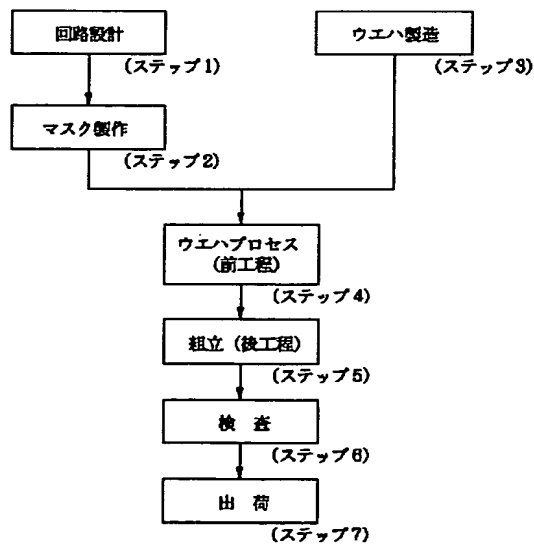 回路設計
(ステップ1)
ウエハ製造
(ステップ3)
マスク製作
(ステップ2)
ウエハプロセス
(前工程)
(ステップ4)
組立(後工程)
(ステップ5)
検 査
(ステップ6)
出 荷
(ステップ7)